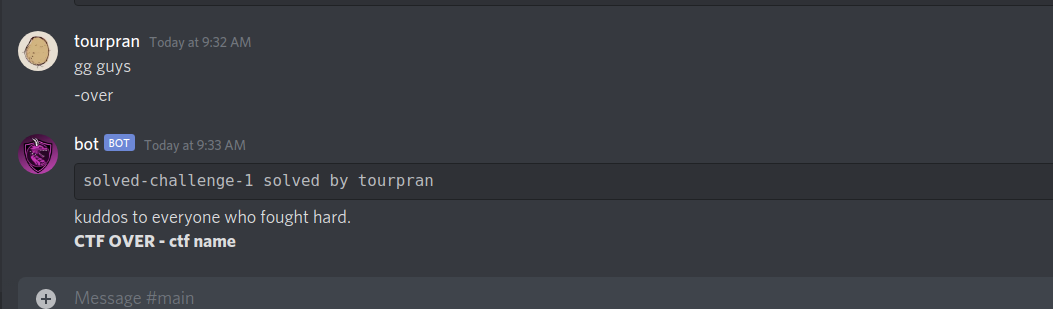 tourpran Today at 9:32 AM
gg guys
-over
bot BOT Today at 9:33 AM
solved-challenge-1 solved by tourpran
kuddos to everyone who fought hard.
CTF OVER - ctf name
Message #main